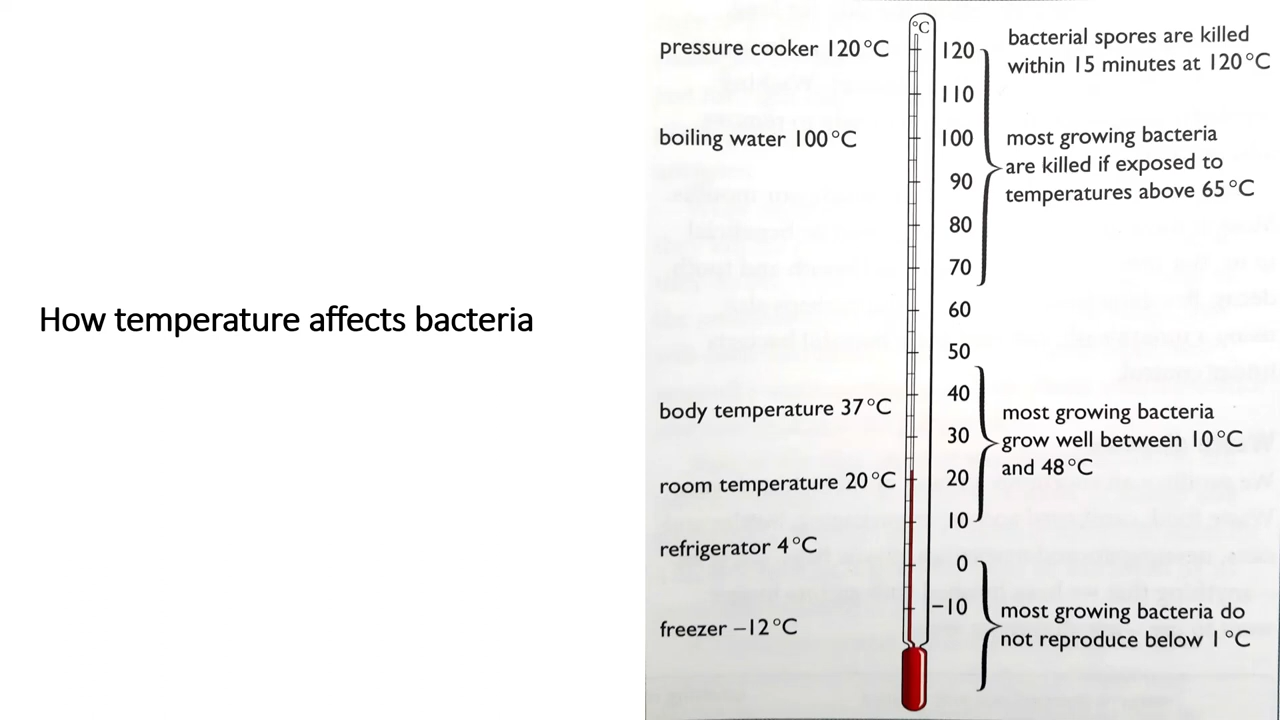 How temperature affects bacteria
°C
pressure cooker 120°C
boiling water 100°C
body temperature 37°C
room temperature 20°C
refrigerator 4°C
freezer –12°C
120
110
100
90
80
70
60
50
40
30
20
10
0
–10
bacterial spores are killed
within 15 minutes at 120°C
most growing bacteria
are killed if exposed to
temperatures above 65°C
most growing bacteria
grow well between 10°C
and 48°C
most growing bacteria do
not reproduce below 1°C